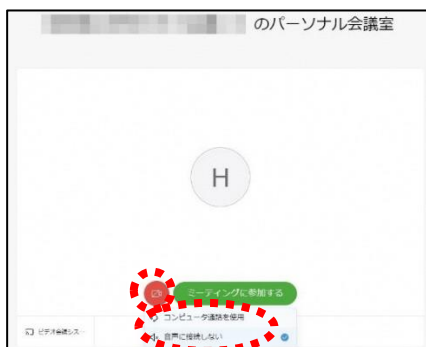 のパーソナル会議室
H
ミーティングに参加する
コンピュータ通話を使用
音声に接続しない
ビデオ会議シス…